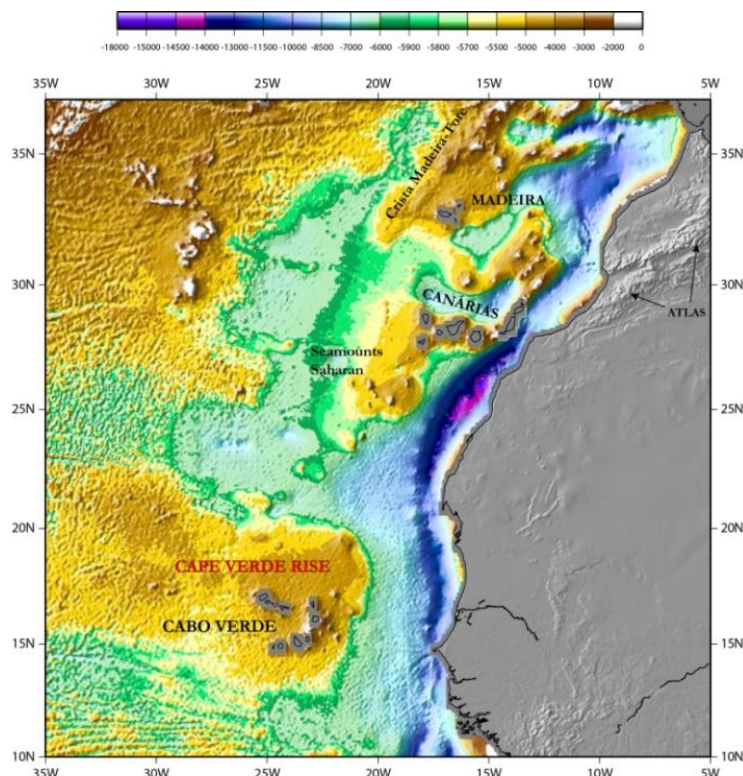 -18000 -15000 -14500 -14000 -13000 -11500 -10000 -8500 -7000 -6000 -5900 -5800 -5700 -5000 -4000 -3000 -2000 0
35W 30W 25W 20W 15W 10W 5W
35N 35N
Crista Madeira-Tore
MADEIRA
30N 30N
CANÁRIAS
ATLAS
Seamounts
Saharan
25N 25N
20N 20N
CAPE VERDE RISE
CABO VERDE
15N 15N
10N 10N
35W 30W 25W 20W 15W 10W 5W